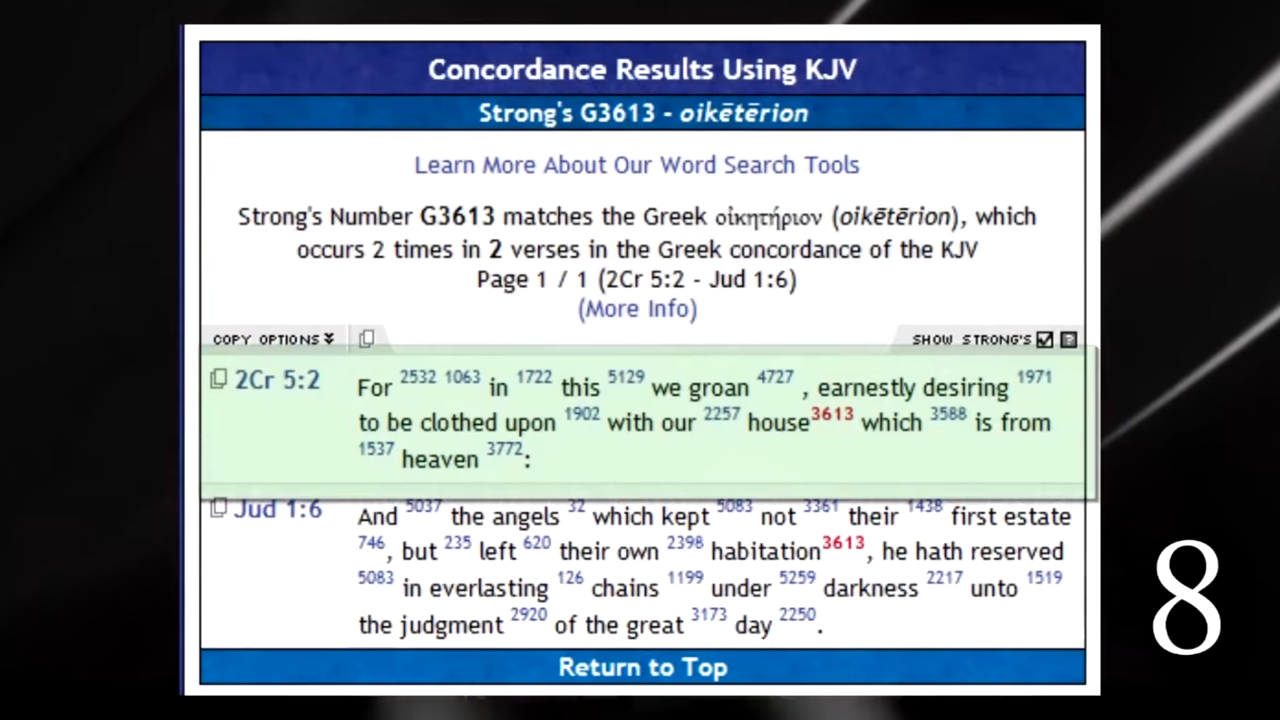 Concordance Results Using KJV
Strong's G3613 - oikētērion
Learn More About Our Word Search Tools
Strong's Number G3613 matches the Greek οἰκητήριον (oikētērion), which
occurs 2 times in 2 verses in the Greek concordance of the KJV
Page 1 / 1 (2Cr 5:2 - Jud 1:6)
(More Info)
COPY OPTIONS SHOW STRONG'S
2Cr 5:2 For 2532 1063 in 1722 this 5129 we groan 4727 , earnestly desiring 1971
to be clothed upon 1902 with our 2257 house3613 which 3588 is from
1537 heaven 3772:
Jud 1:6 And 5037 the angels 32 which kept 5083 not 3361 their 1438 first estate
746, but 235 left 620 their own 2398 habitation3613, he hath reserved
5083 in everlasting 126 chains 1199 under 5259 darkness 2217 unto 1519
the judgment 2920 of the great 3173 day 2250.
Return to Top
8